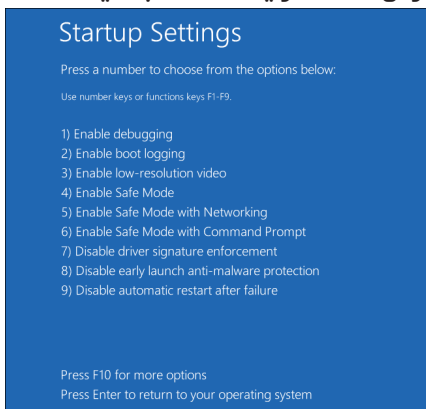 Startup Settings
Press a number to choose from the options below:
Use number keys or functions keys F1-F9.
1) Enable debugging
2) Enable boot logging
3) Enable low-resolution video
4) Enable Safe Mode
5) Enable Safe Mode with Networking
6) Enable Safe Mode with Command Prompt
7) Disable driver signature enforcement
8) Disable early launch anti-malware protection
9) Disable automatic restart after failure
Press F10 for more options
Press Enter to return to your operating system